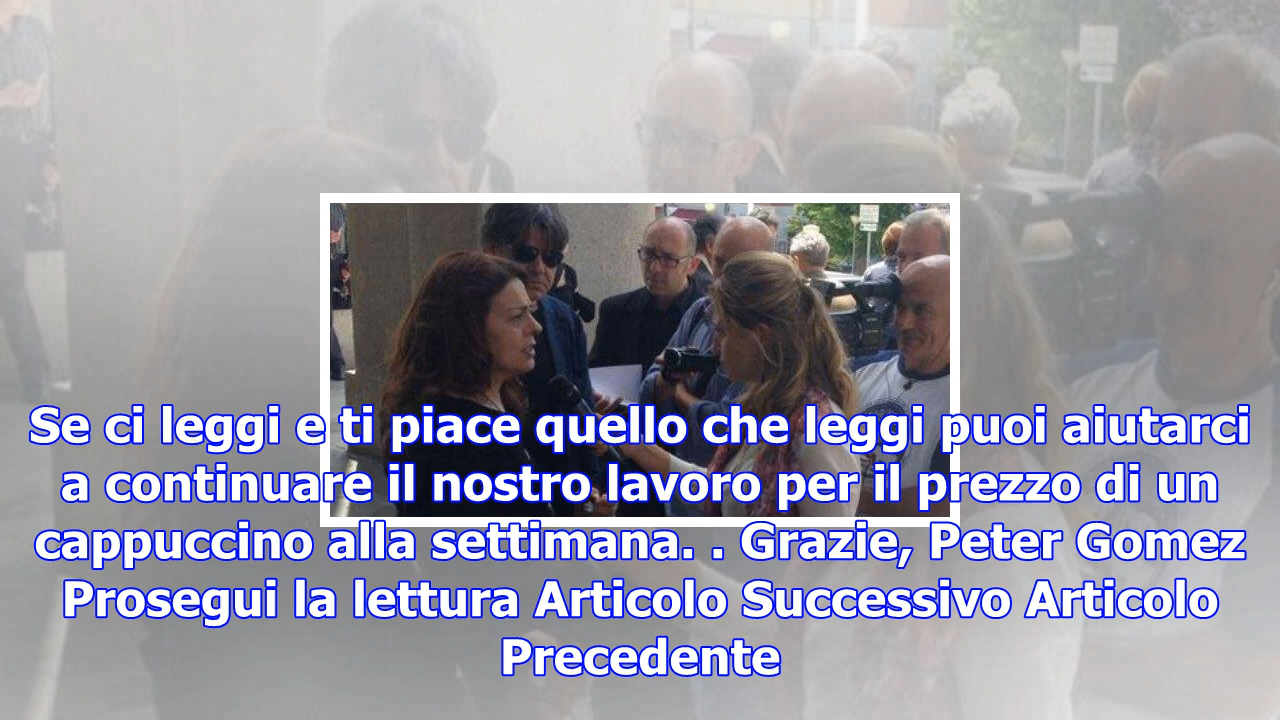 Se ci leggi e ti piace quello che leggi puoi aiutarci
a continuare il nostro lavoro per il prezzo di un
cappuccino alla settimana. . Grazie, Peter Gomez
Prosegui la lettura Articolo Successivo Articolo
Precedente